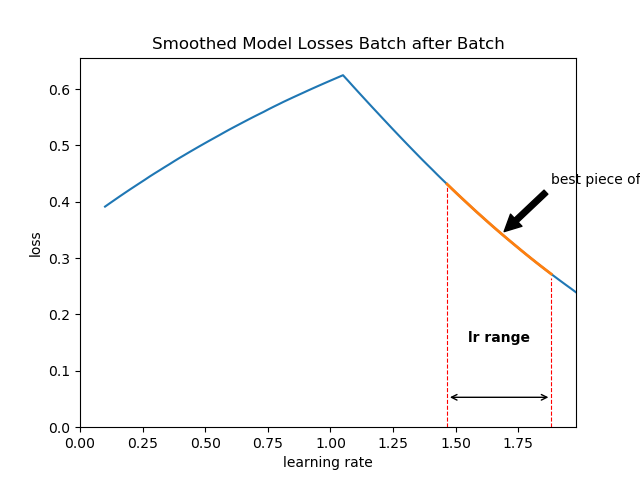 Smoothed Model Losses Batch after Batch
0.6
0.5
0.4
0.3
0.2
0.1
0.0
loss
best piece of
lr range
0.00 0.25 0.50 0.75 1.00 1.25 1.50 1.75
learning rate